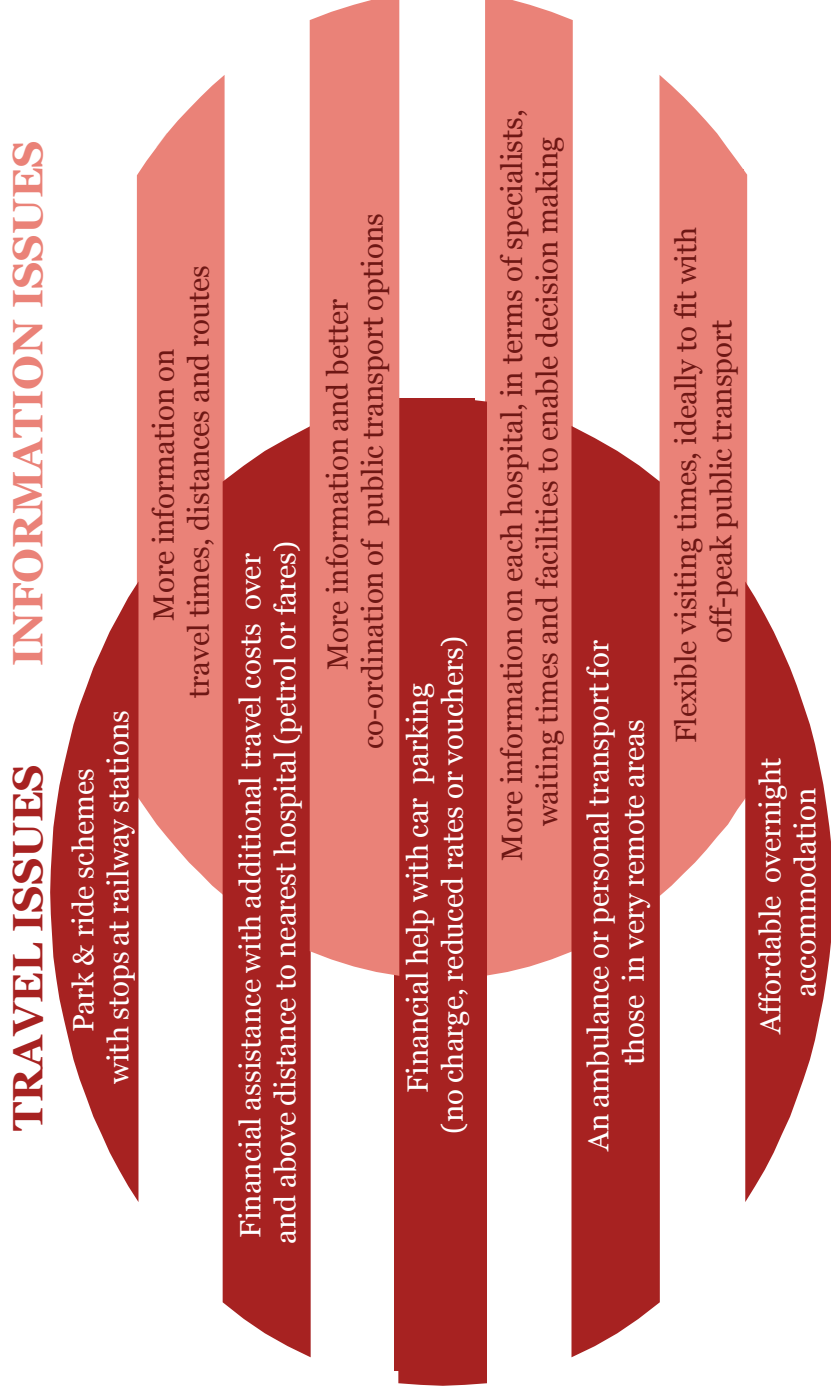 TRAVEL ISSUES
INFORMATION ISSUES
Park & ride schemes
with stops at railway stations
More information on
travel times, distances and routes
Financial assistance with additional travel costs over
and above distance to nearest hospital (petrol or fares)
More information and better
co-ordination of public transport options
Financial help with car parking
(no charge, reduced rates or vouchers)
More information on each hospital, in terms of specialists,
waiting times and facilities to enable decision making
An ambulance or personal transport for
those in very remote areas
Flexible visiting times, ideally to fit with
off-peak public transport
Affordable overnight
accommodation